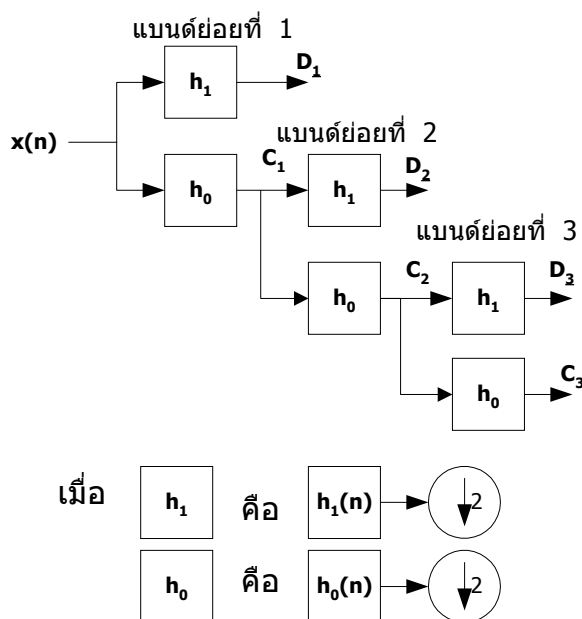 แบนด์ย่อยที่ 1
h₁
D₁
x(n)
แบนด์ย่อยที่ 2
h₀
C₁
h₁
D₂
แบนด์ย่อยที่ 3
h₀
C₂
h₁
D₃
h₀
C₃
เมื่อ h₁ คือ h₁(n) 2
h₀ คือ h₀(n) 2